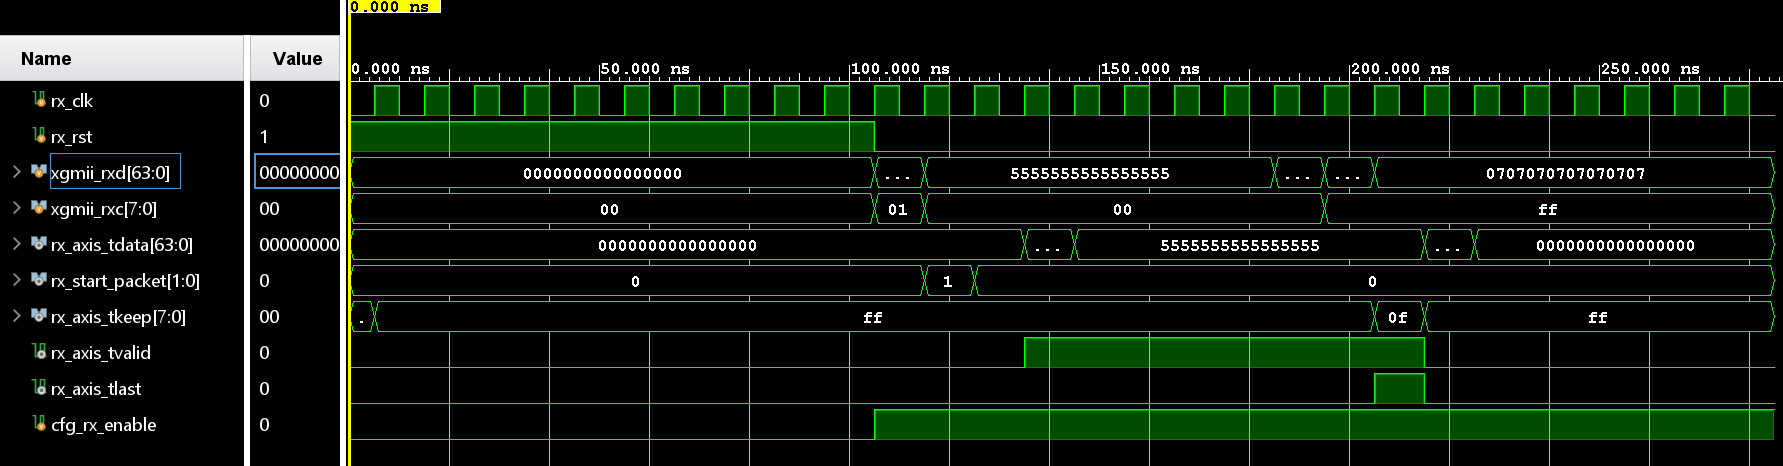 0.000 ns
Name Value
0.000 ns 50.000 ns 100.000 ns 150.000 ns 200.000 ns 250.000 ns
rx_clk 0
rx_rst 1
xgmii_rxd[63:0] 00000000 0000000000000000 ... 5555555555555555 ... ... 0707070707070707
xgmii_rxc[7:0] 00 00 01 00 ff
rx_axis_tdata[63:0] 00000000 0000000000000000 ... 5555555555555555 ... 0000000000000000
rx_start_packet[1:0] 0 0 1 0
rx_axis_tkeep[7:0] 00 . ff 0f ff
rx_axis_tvalid 0
rx_axis_tlast 0
cfg_rx_enable 0